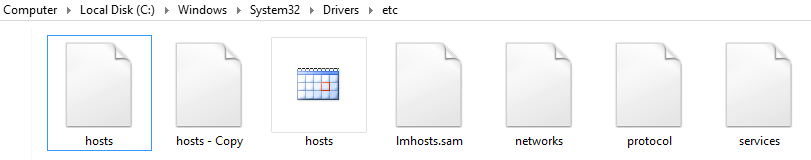 Computer ▸ Local Disk (C:) ▸ Windows ▸ System32 ▸ Drivers ▸ etc
hosts hosts - Copy hosts lmhosts.sam networks protocol services